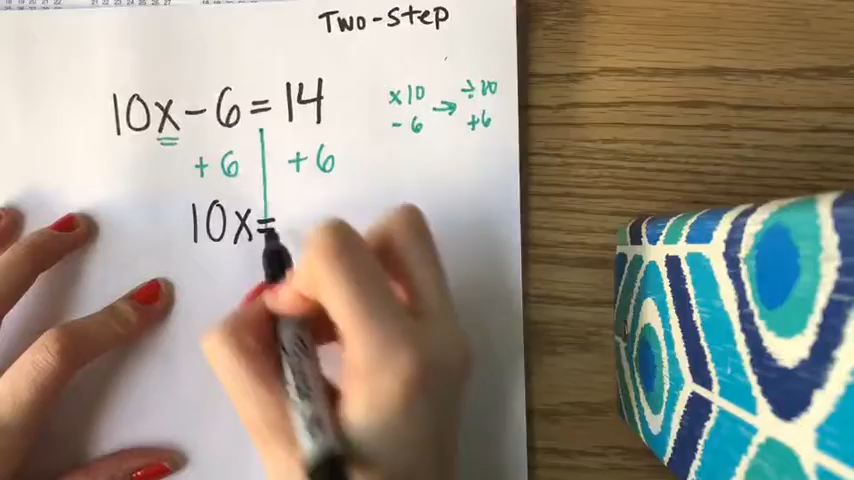 Two-Step
10x - 6 = 14
x10 → ÷10
-6 +6
+6 +6
10x=